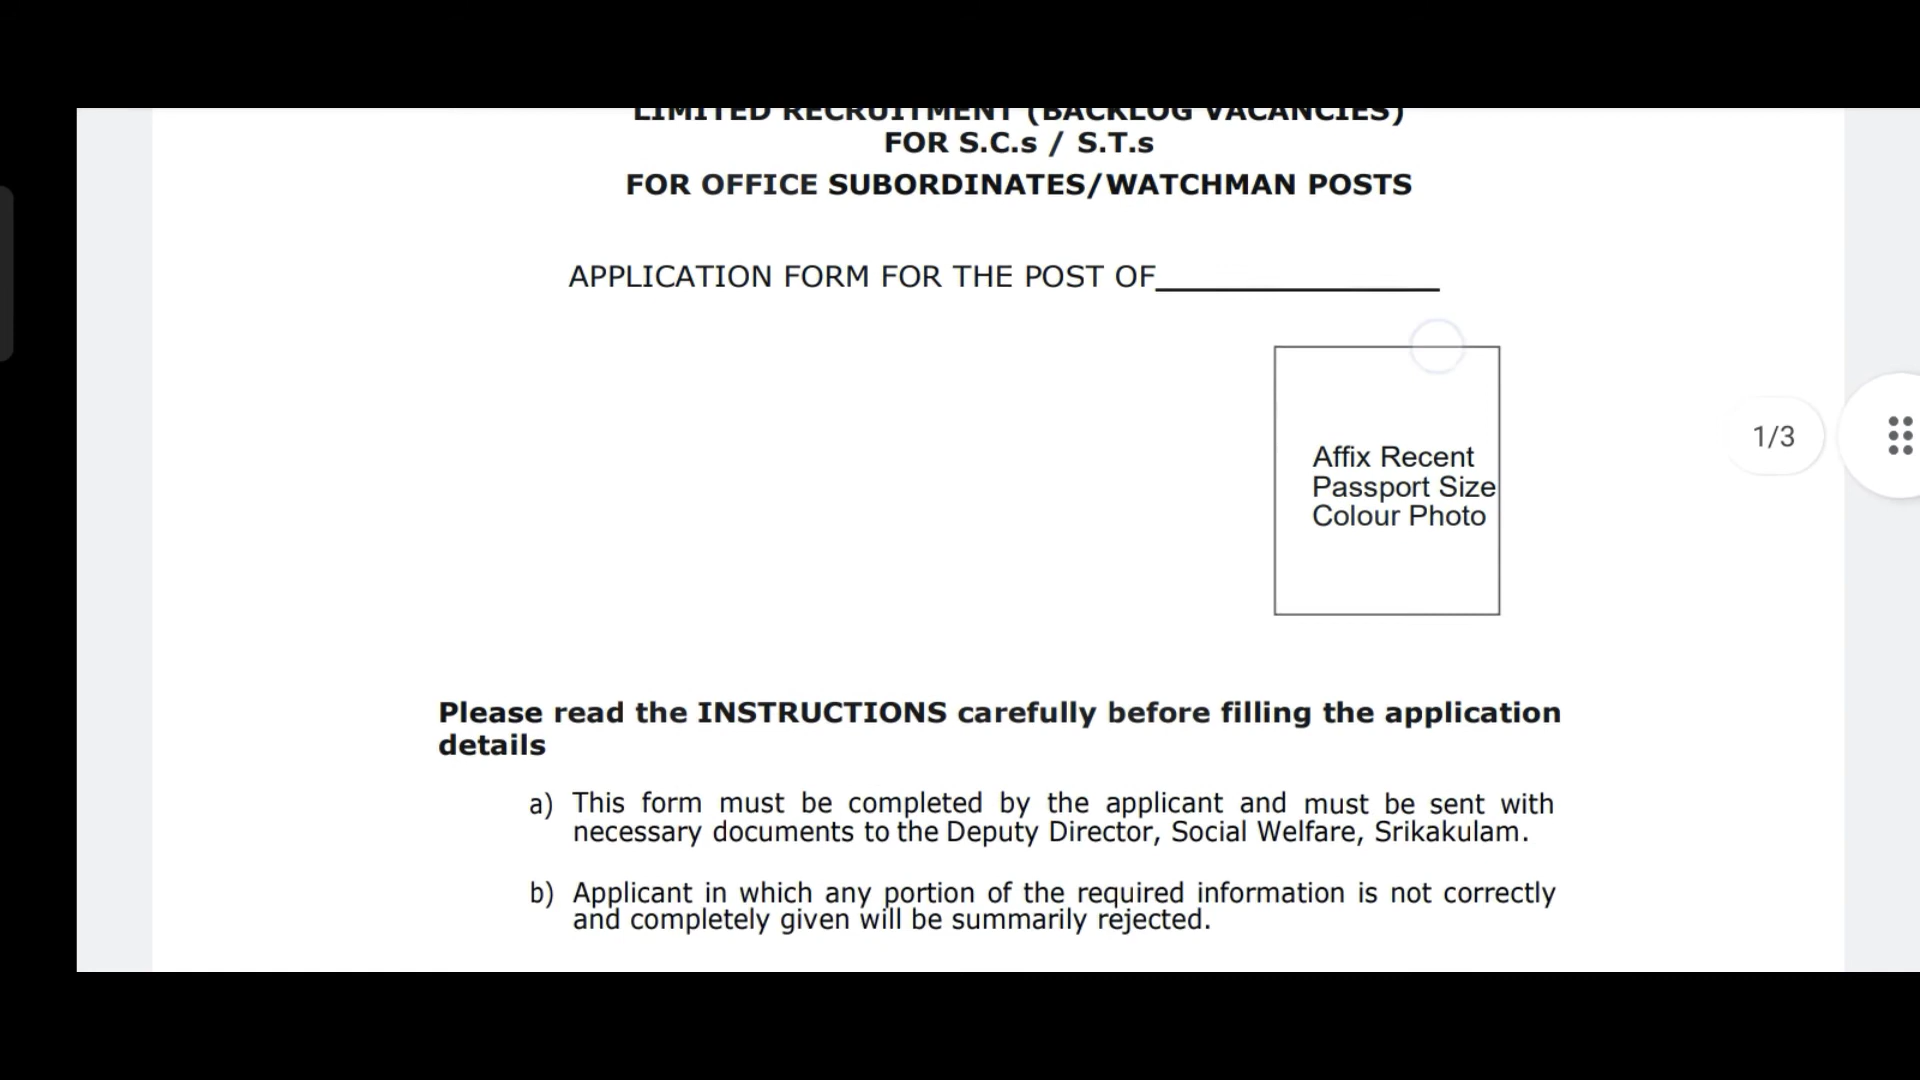 LIMITED RECRUITMENT (BACKLOG VACANCIES)
FOR S.C.s / S.T.s
FOR OFFICE SUBORDINATES/WATCHMAN POSTS
APPLICATION FORM FOR THE POST OF_______________
Affix Recent
Passport Size
Colour Photo
1/3
Please read the INSTRUCTIONS carefully before filling the application
details
a) This form must be completed by the applicant and must be sent with
necessary documents to the Deputy Director, Social Welfare, Srikakulam.
b) Applicant in which any portion of the required information is not correctly
and completely given will be summarily rejected.